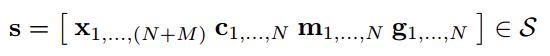 𝐬 = [ 𝐱₁,...,₍N₊M₎ 𝐜₁,...,N 𝐦₁,...,N 𝐠₁,...,N ] ∈ 𝒮